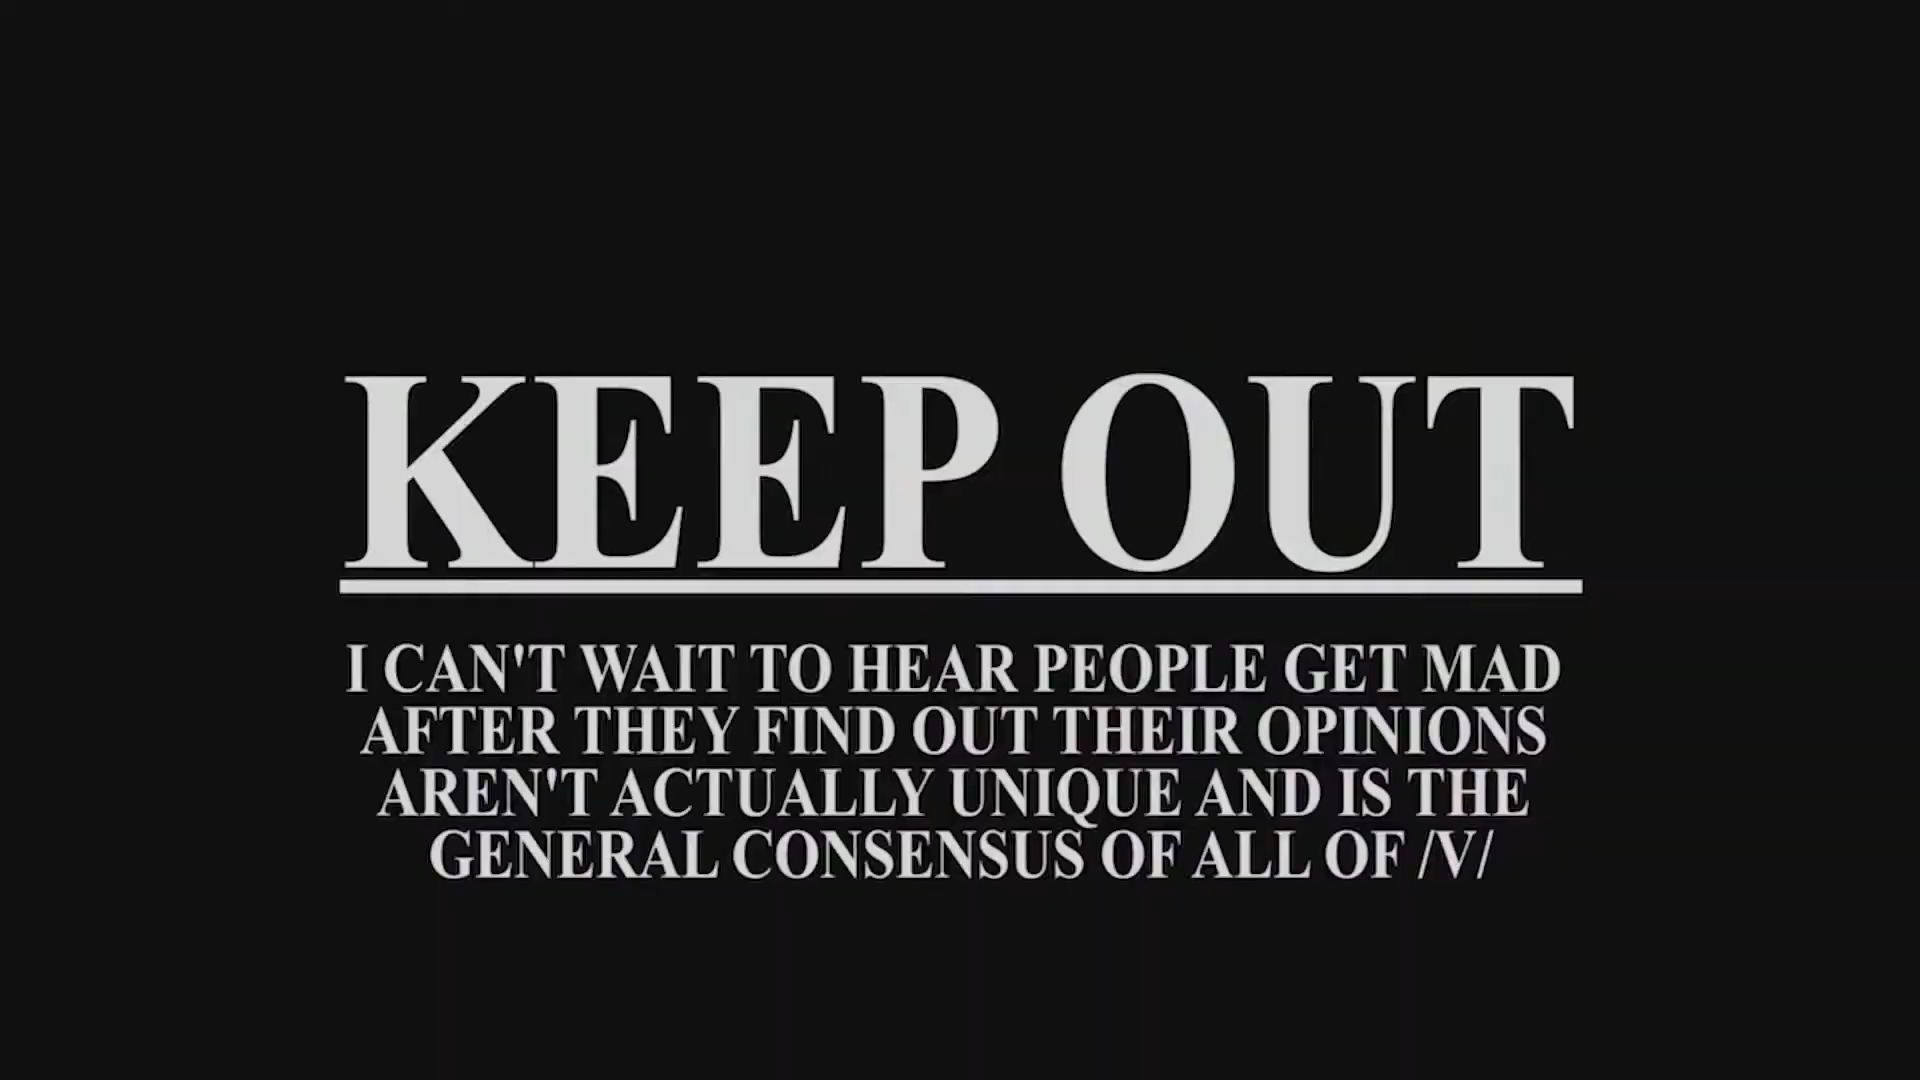 KEEP OUT
I CAN'T WAIT TO HEAR PEOPLE GET MAD
AFTER THEY FIND OUT THEIR OPINIONS
AREN'T ACTUALLY UNIQUE AND IS THE
GENERAL CONSENSUS OF ALL OF /V/